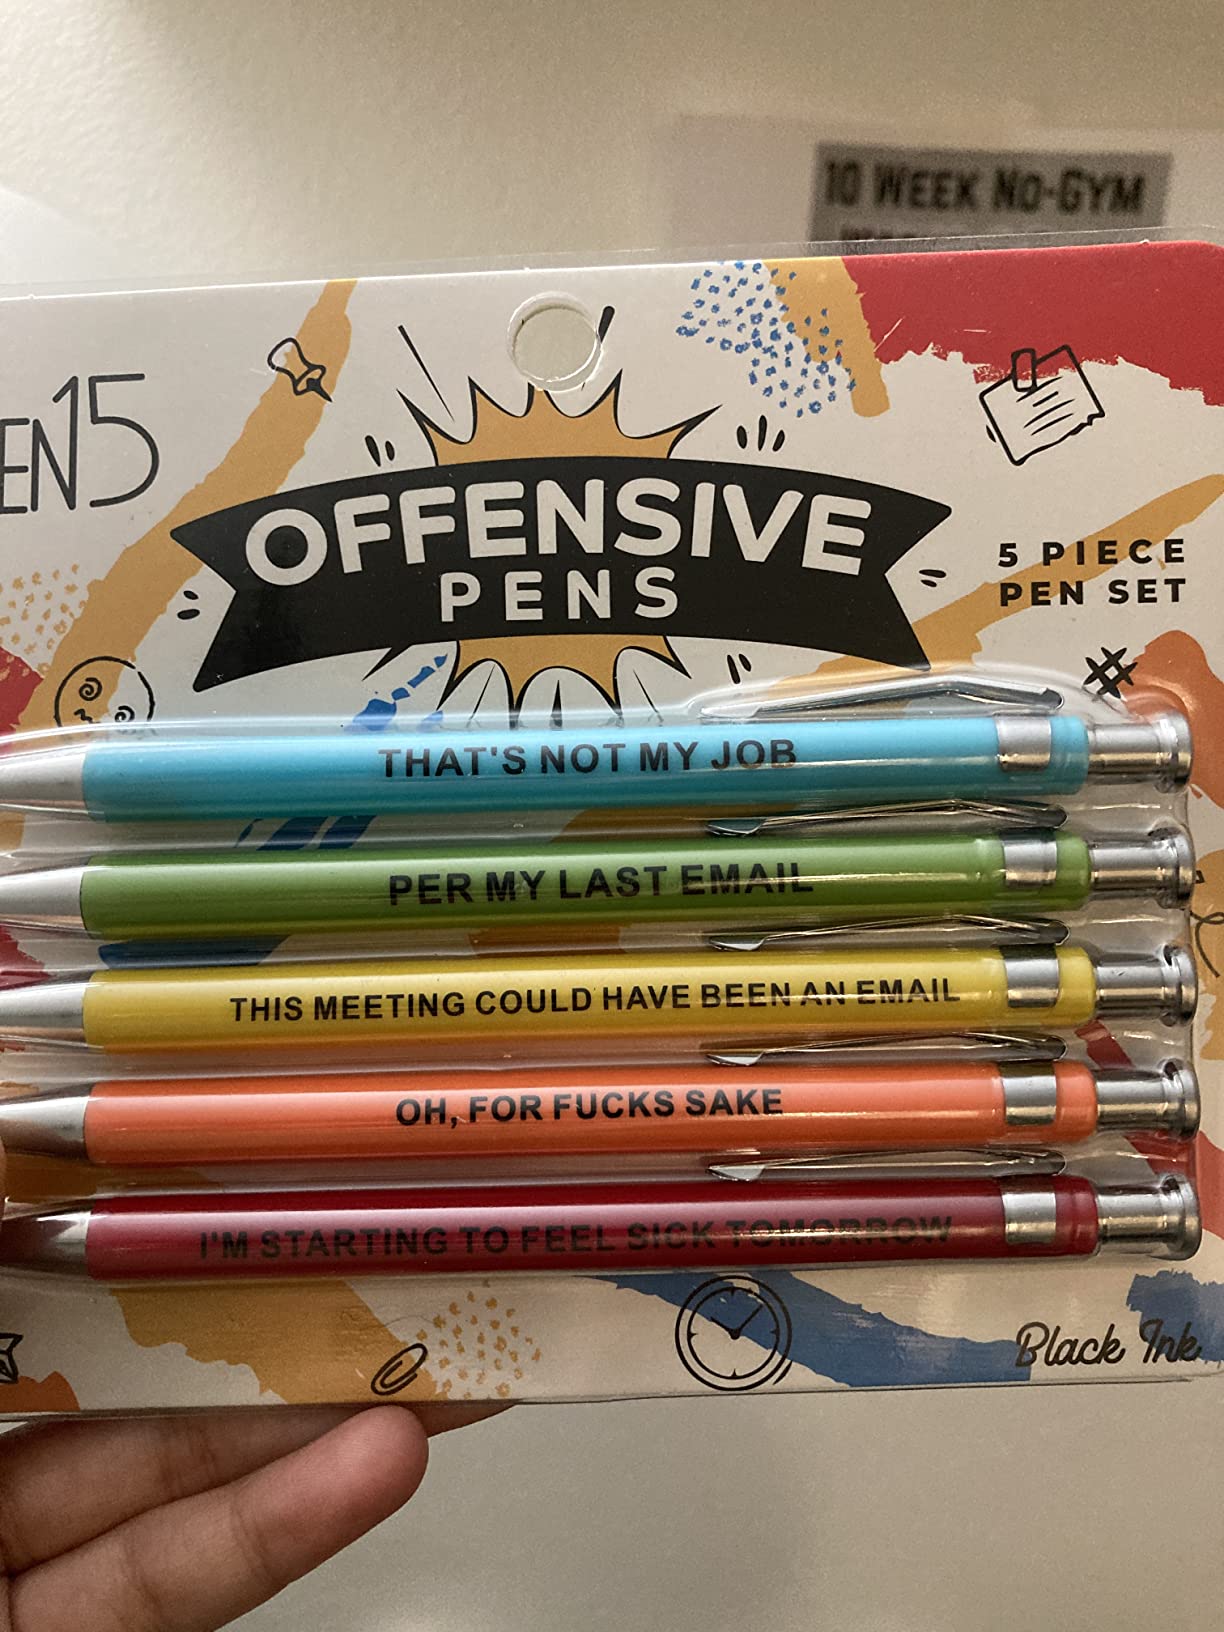 10 WEEK NO-GYM
EN15
OFFENSIVE
PENS
5 PIECE
PEN SET
THAT'S NOT MY JOB
PER MY LAST EMAIL
THIS MEETING COULD HAVE BEEN AN EMAIL
OH, FOR FUCKS SAKE
I'M STARTING TO FEEL SICK TOMORROW
Black Ink